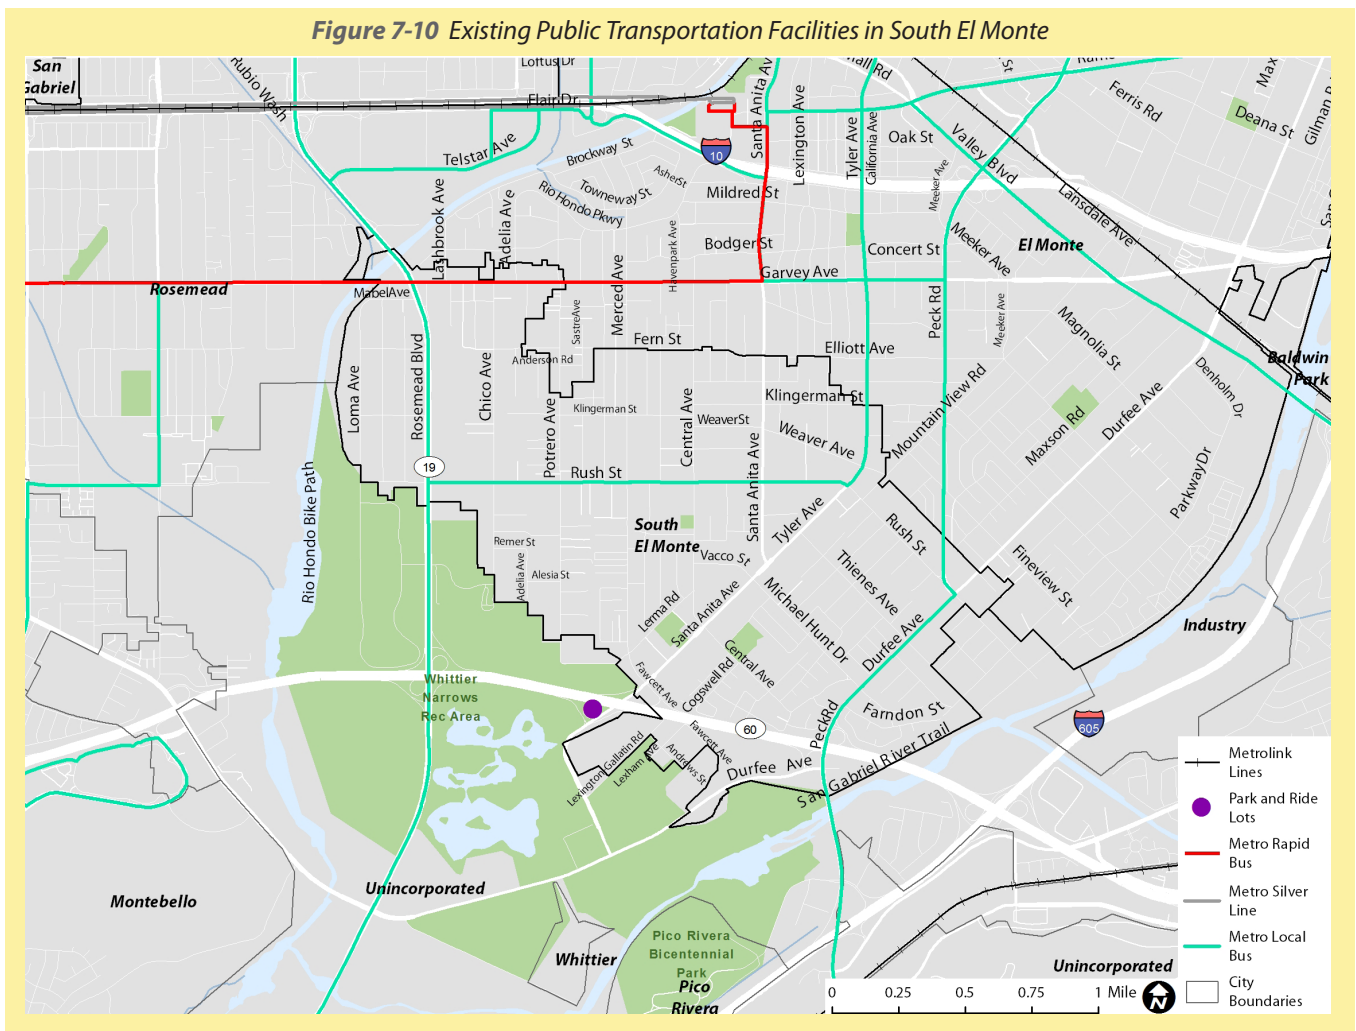 Figure 7-10 Existing Public Transportation Facilities in South El Monte
San
Gabriel
Rubio Wash
Loftus Dr
Flair Dr
Santa Anita Av
Lexington Ave
Tyler Ave
California Ave
Oak St
Valley Blvd
Ferris Rd
Deana St
Gilman R
Max
Telstar Ave
Brockway St
10
Asher St
Towneway St
Rio Hondo Pkwy
Mildred St
Meeker Ave
Lansdale Ave
Lashbrook Ave
Adelia Ave
Havenpark Ave
Bodger St
Concert St
Meeker Ave
El Monte
Garvey Ave
Rosemead
Mabel Ave
Merced Ave
Sastre Ave
Peck Rd
Meeker Ave
Magnolia St
Fern St
Elliott Ave
Anderson Rd
Baldwin
Park
Denholm Dr
Loma Ave
Rosemead Blvd
Chico Ave
Potrero Ave
Klingerman St
Klingerman St
Central Ave
Weaver St
Weaver Ave
Mountain View Rd
Maxson Rd
Durfee Ave
19
Rush St
Santa Anita Ave
Parkway Dr
Rio Hondo Bike Path
South
El Monte
Tyler Ave
Rush St
Remer St
Adelia Ave
Alesia St
Vacco St
Thienes Ave
Fineview St
Lerma Rd
Santa Anita Ave
Michael Hunt Dr
Durfee Ave
Industry
Central Ave
Cogswell Rd
Fawcett Ave
Whittier
Narrows
Rec Area
Farndon St
Peck Rd
60
605
Fawcett Ave
Lexington Gallatin Rd
Lexham Ave
Andrews St
Durfee Ave
San Gabriel River Trail
Metrolink
Lines
Park and Ride
Lots
Metro Rapid
Bus
Metro Silver
Line
Metro Local
Bus
City
Boundaries
Unincorporated
Montebello
Whittier
Pico Rivera
Bicentennial
Park
Pico
Rivera
Unincorporated
0 0.25 0.5 0.75 1 Mile
N